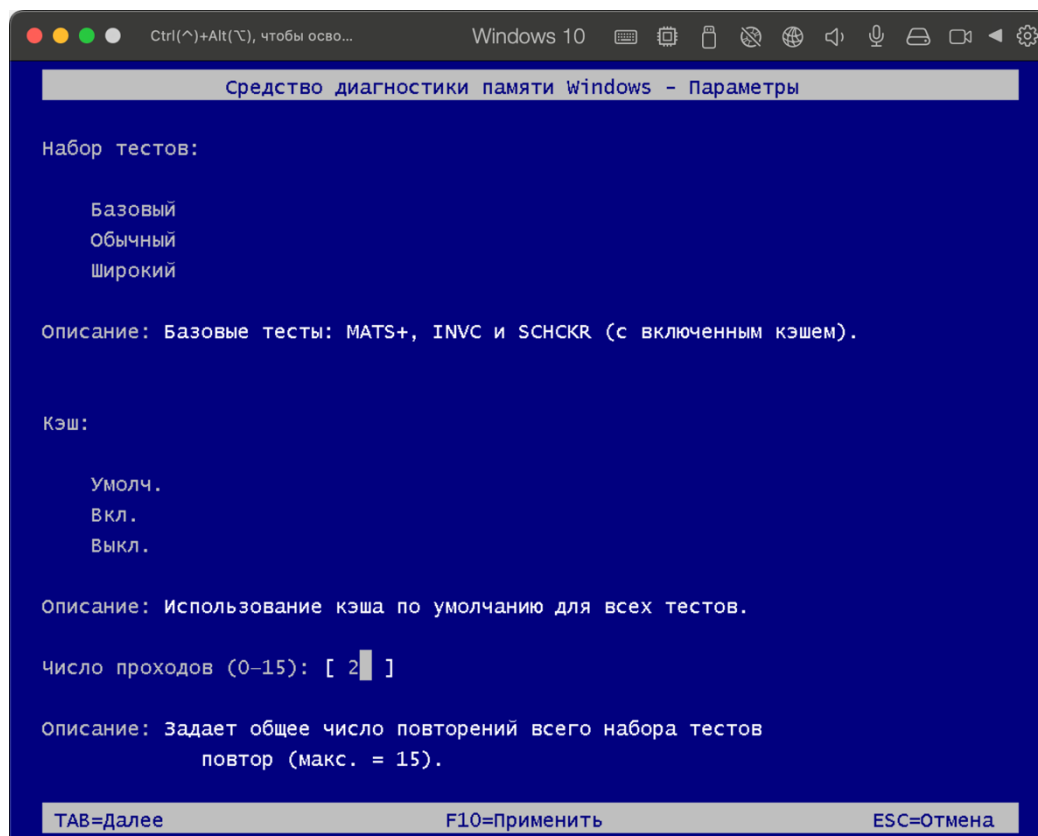 Ctrl(^)+Alt(⌥), чтобы осво...
Windows 10
Средство диагностики памяти Windows – Параметры
Набор тестов:
Базовый
Обычный
Широкий
Описание: Базовые тесты: MATS+, INVC и SCHCKR (с включенным кэшем).
Кэш:
Умолч.
Вкл.
Выкл.
Описание: Использование кэша по умолчанию для всех тестов.
Число проходов (0–15): [ 2 ]
Описание: Задает общее число повторений всего набора тестов
повтор (макс. = 15).
TAB=Далее F10=Применить ESC=Отмена